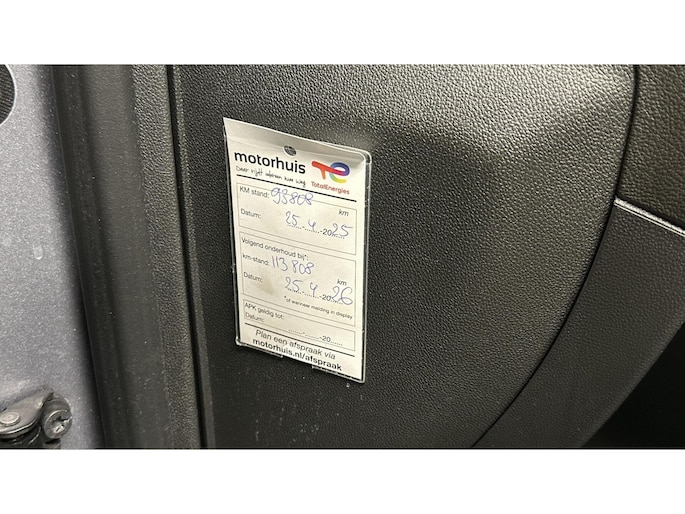 motorhuis
Daar rijdt iedereen voor weg
TotalEnergies
KM stand: 93808 km
Datum: 25.4.2025
Volgend onderhoud bij*:
km-stand: 113808 km
Datum: 25.4.2026
*of wanneer melding in display
APK geldig tot:
Datum: ............-20......
Plan een afspraak via
motorhuis.nl/afspraak